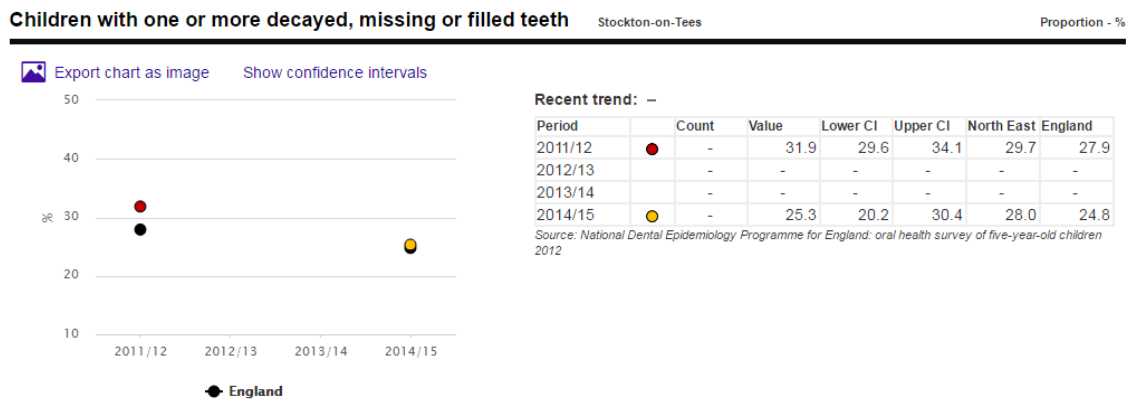 Children with one or more decayed, missing or filled teeth Stockton-on-Tees Proportion - %
Export chart as image Show confidence intervals
50
40
30
20
10
%
2011/12 2012/13 2013/14 2014/15
England
Recent trend: –
Period Count Value Lower CI Upper CI North East England
2011/12 - 31.9 29.6 34.1 29.7 27.9
2012/13 - - - - - -
2013/14 - - - - - -
2014/15 - 25.3 20.2 30.4 28.0 24.8
Source: National Dental Epidemiology Programme for England: oral health survey of five-year-old children
2012